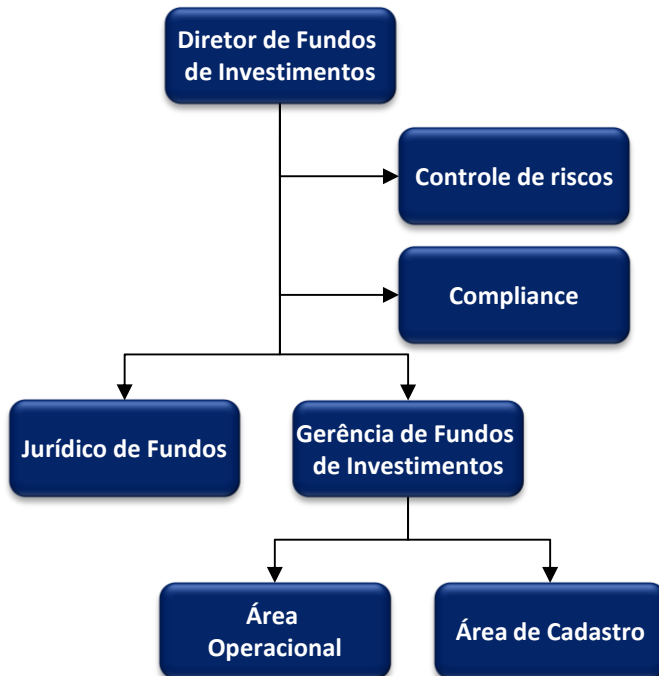 Diretor de Fundos
de Investimentos
Controle de riscos
Compliance
Jurídico de Fundos
Gerência de Fundos
de Investimentos
Área
Operacional
Área de Cadastro